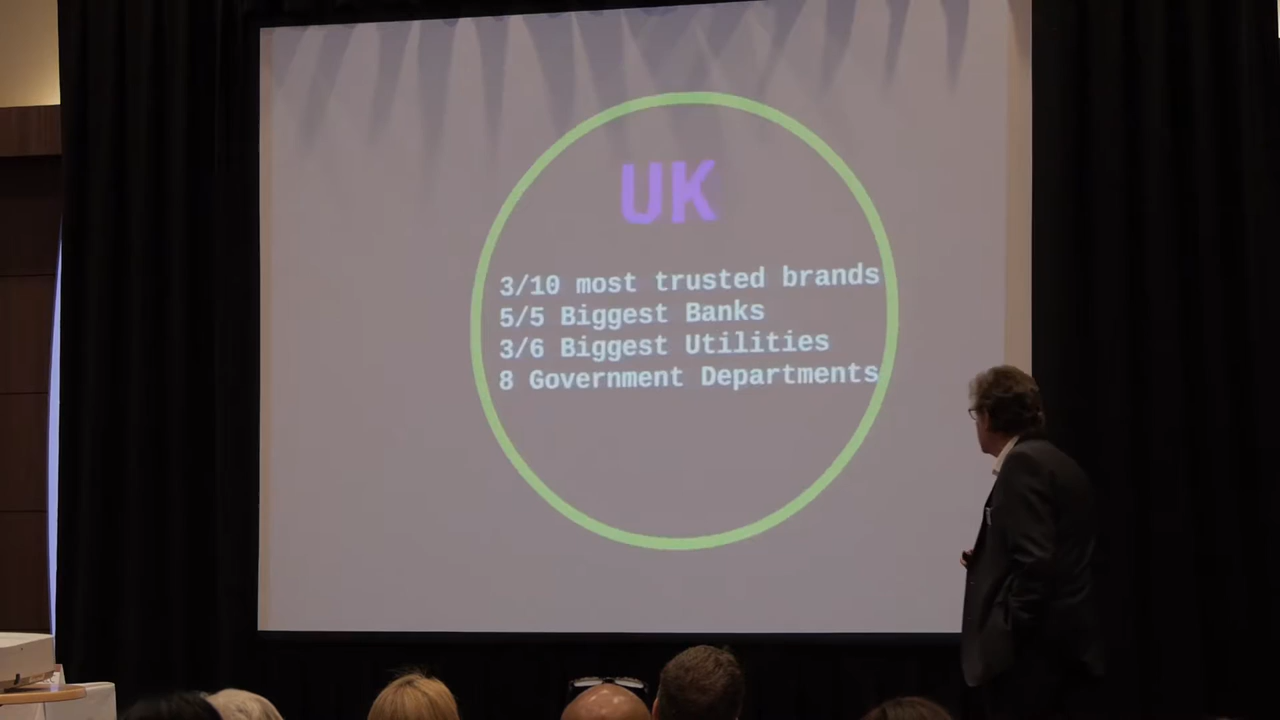 UK
3/10 most trusted brands
5/5 Biggest Banks
3/6 Biggest Utilities
8 Government Departments